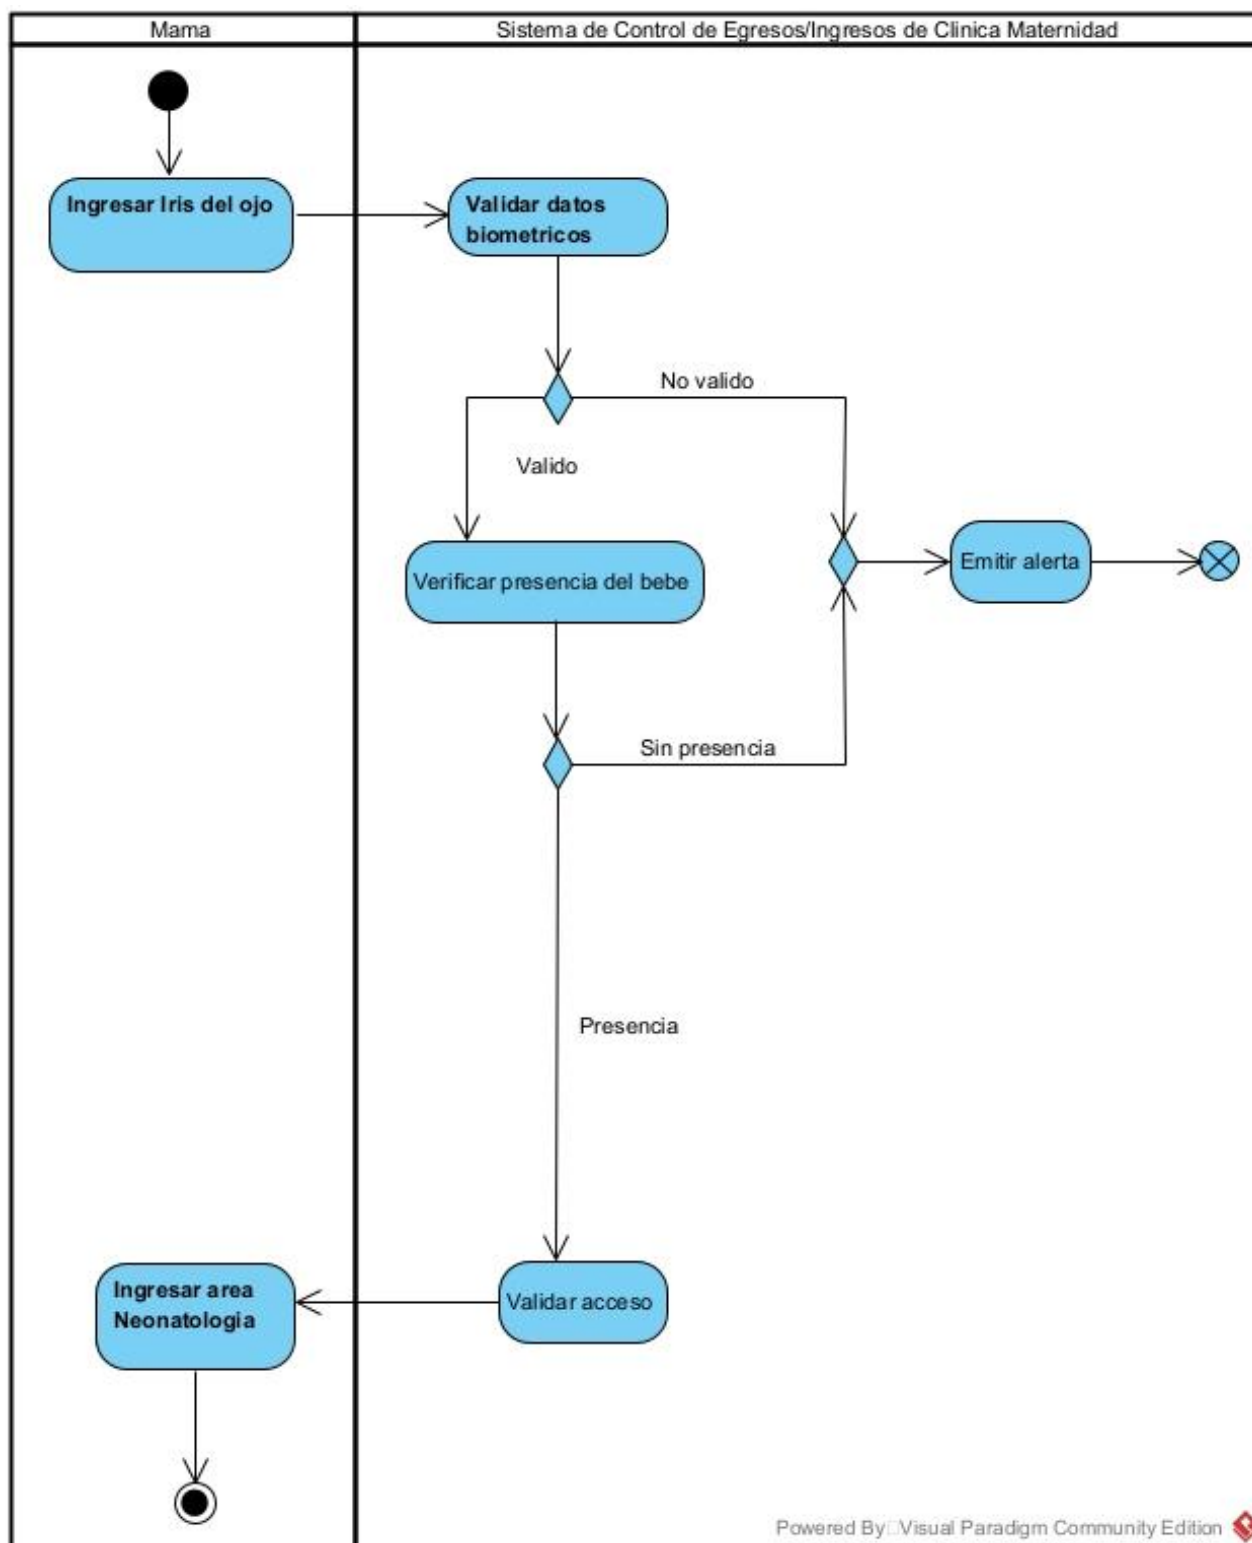 Mama
Sistema de Control de Egresos/Ingresos de Clinica Maternidad
Ingresar Iris del ojo
Validar datos
biometricos
No valido
Valido
Verificar presencia del bebe
Emitir alerta
Sin presencia
Presencia
Ingresar area
Neonatologia
Validar acceso
Powered By Visual Paradigm Community Edition